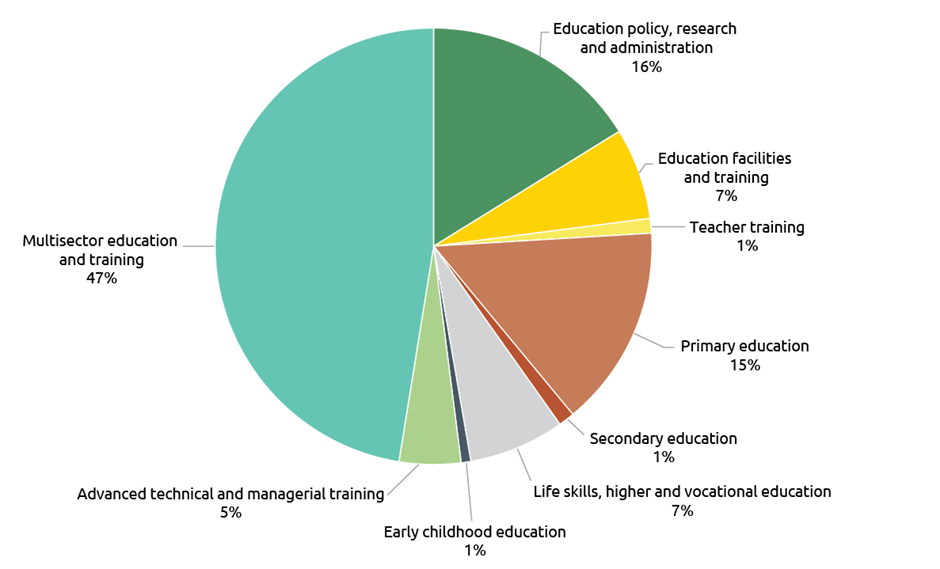 Education policy, research
and administration
16%
Education facilities
and training
7%
Teacher training
1%
Primary education
15%
Secondary education
1%
Life skills, higher and vocational education
7%
Early childhood education
1%
Advanced technical and managerial training
5%
Multisector education
and training
47%